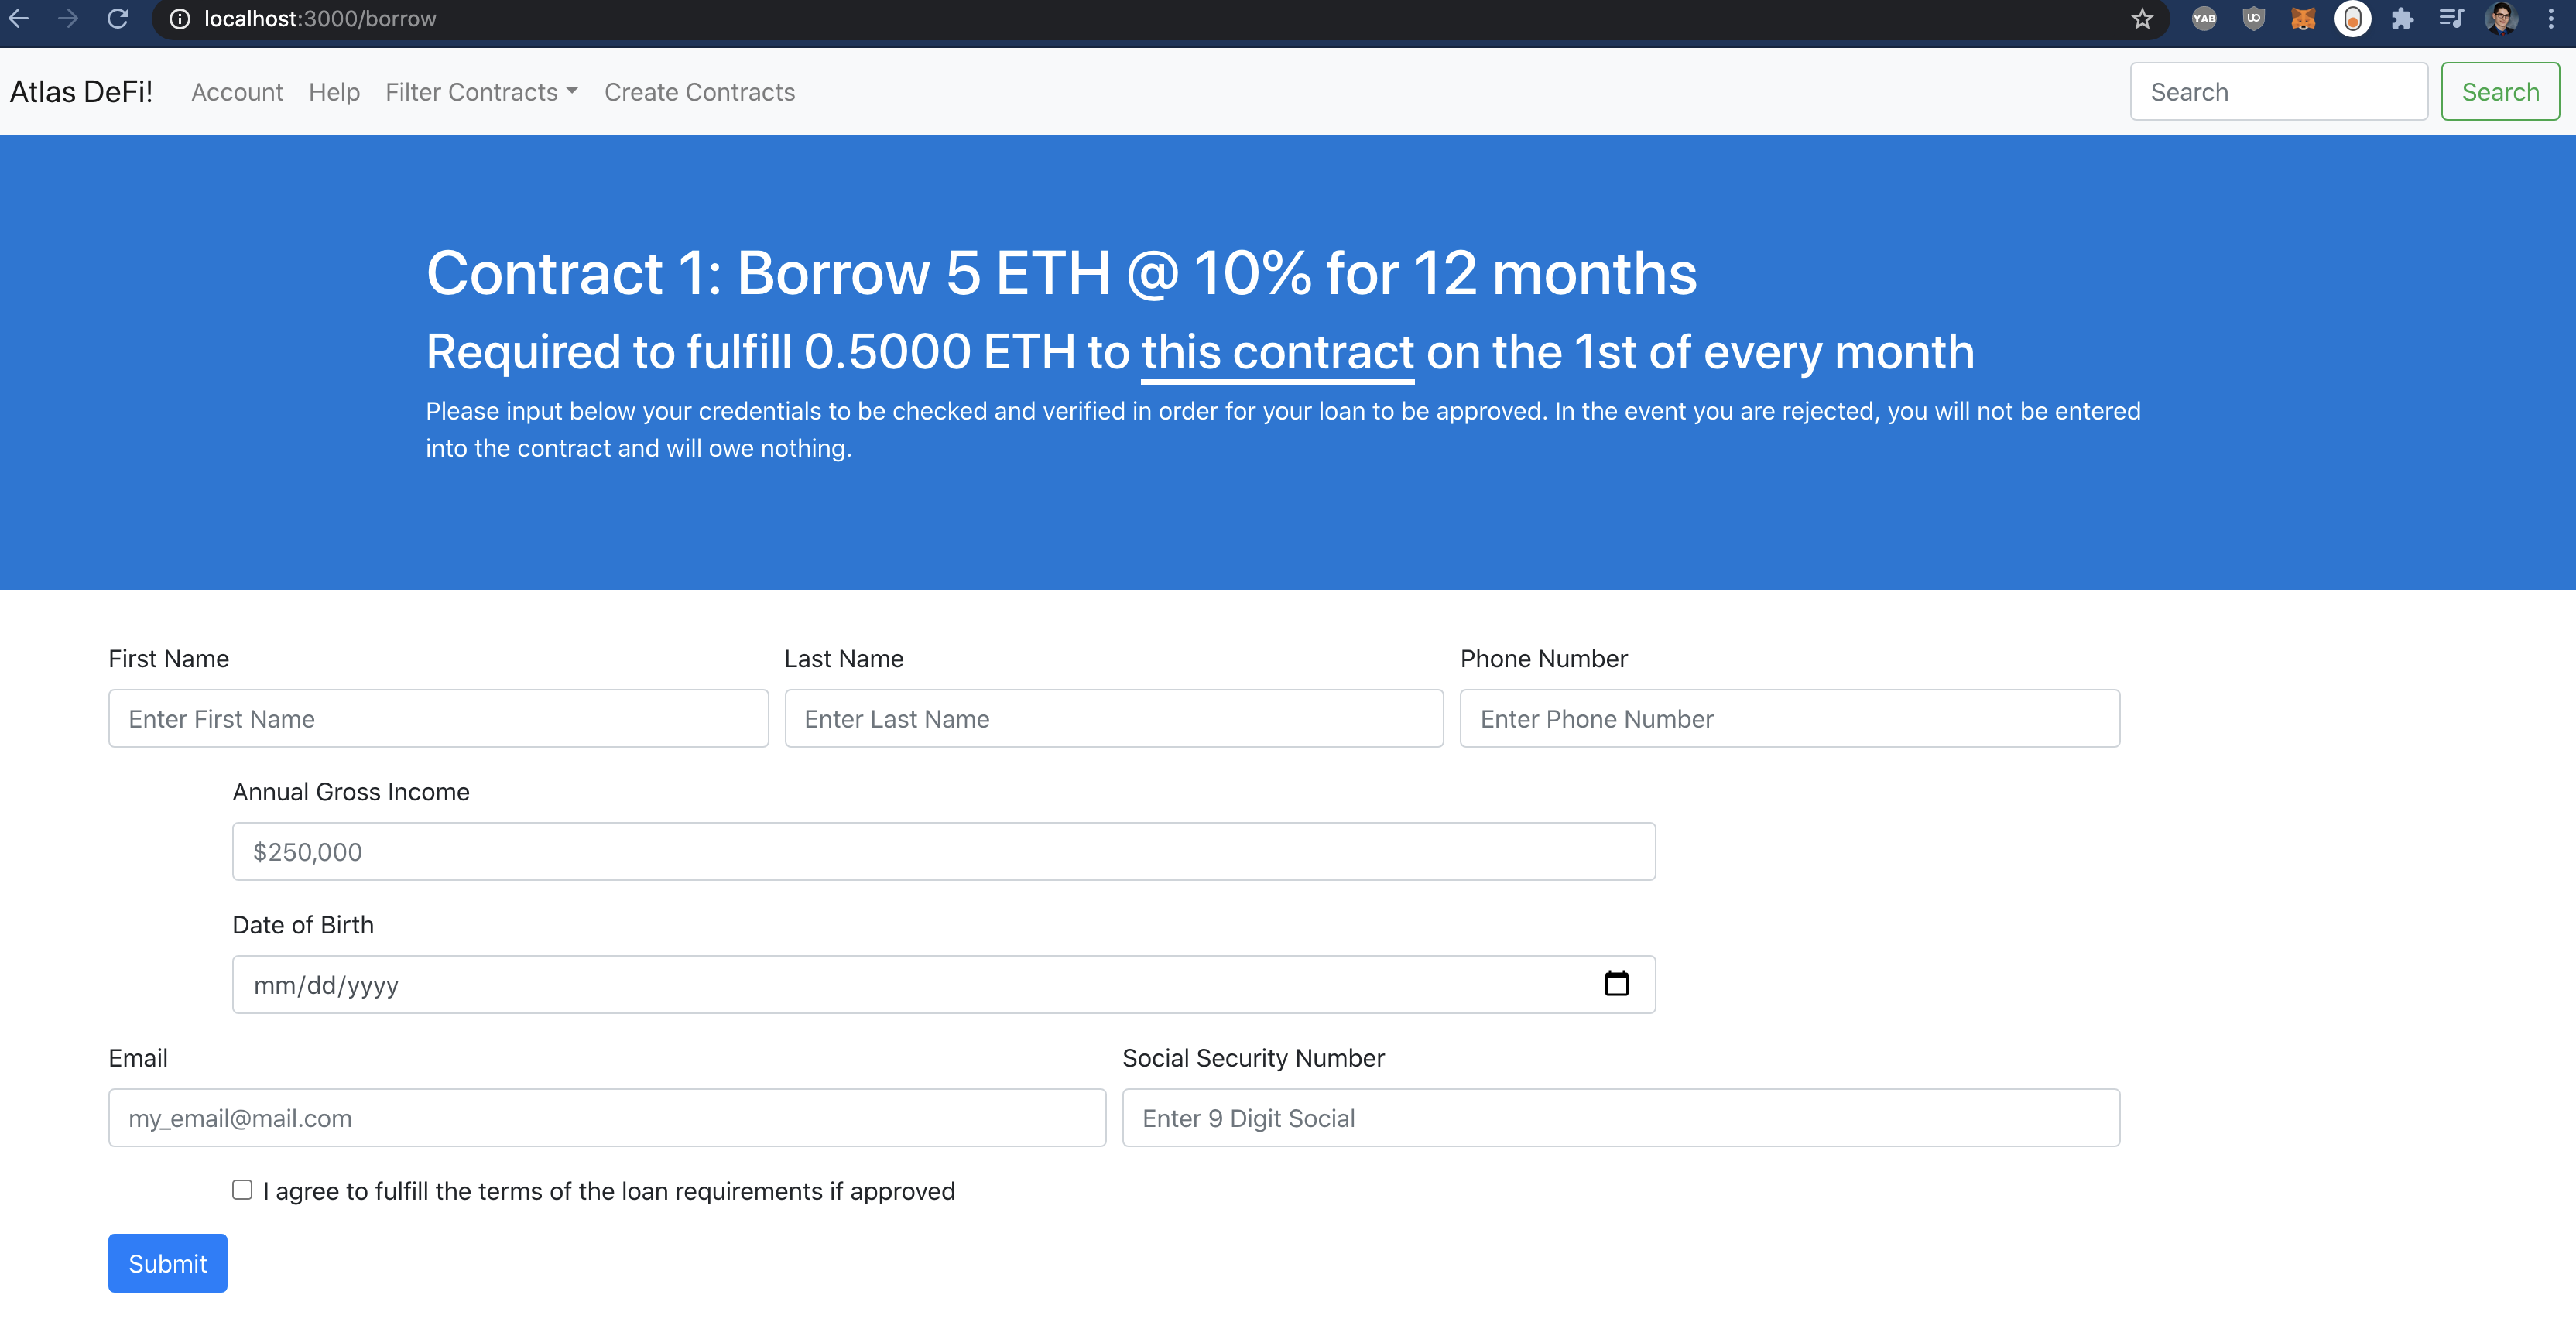 localhost:3000/borrow
YAB
UO
Atlas DeFi! Account Help Filter Contracts Create Contracts Search Search
Contract 1: Borrow 5 ETH @ 10% for 12 months
Required to fulfill 0.5000 ETH to this contract on the 1st of every month
Please input below your credentials to be checked and verified in order for your loan to be approved. In the event you are rejected, you will not be entered
into the contract and will owe nothing.
First Name Last Name Phone Number
Enter First Name Enter Last Name Enter Phone Number
Annual Gross Income
$250,000
Date of Birth
mm/dd/yyyy
Email Social Security Number
my_email@mail.com Enter 9 Digit Social
I agree to fulfill the terms of the loan requirements if approved
Submit